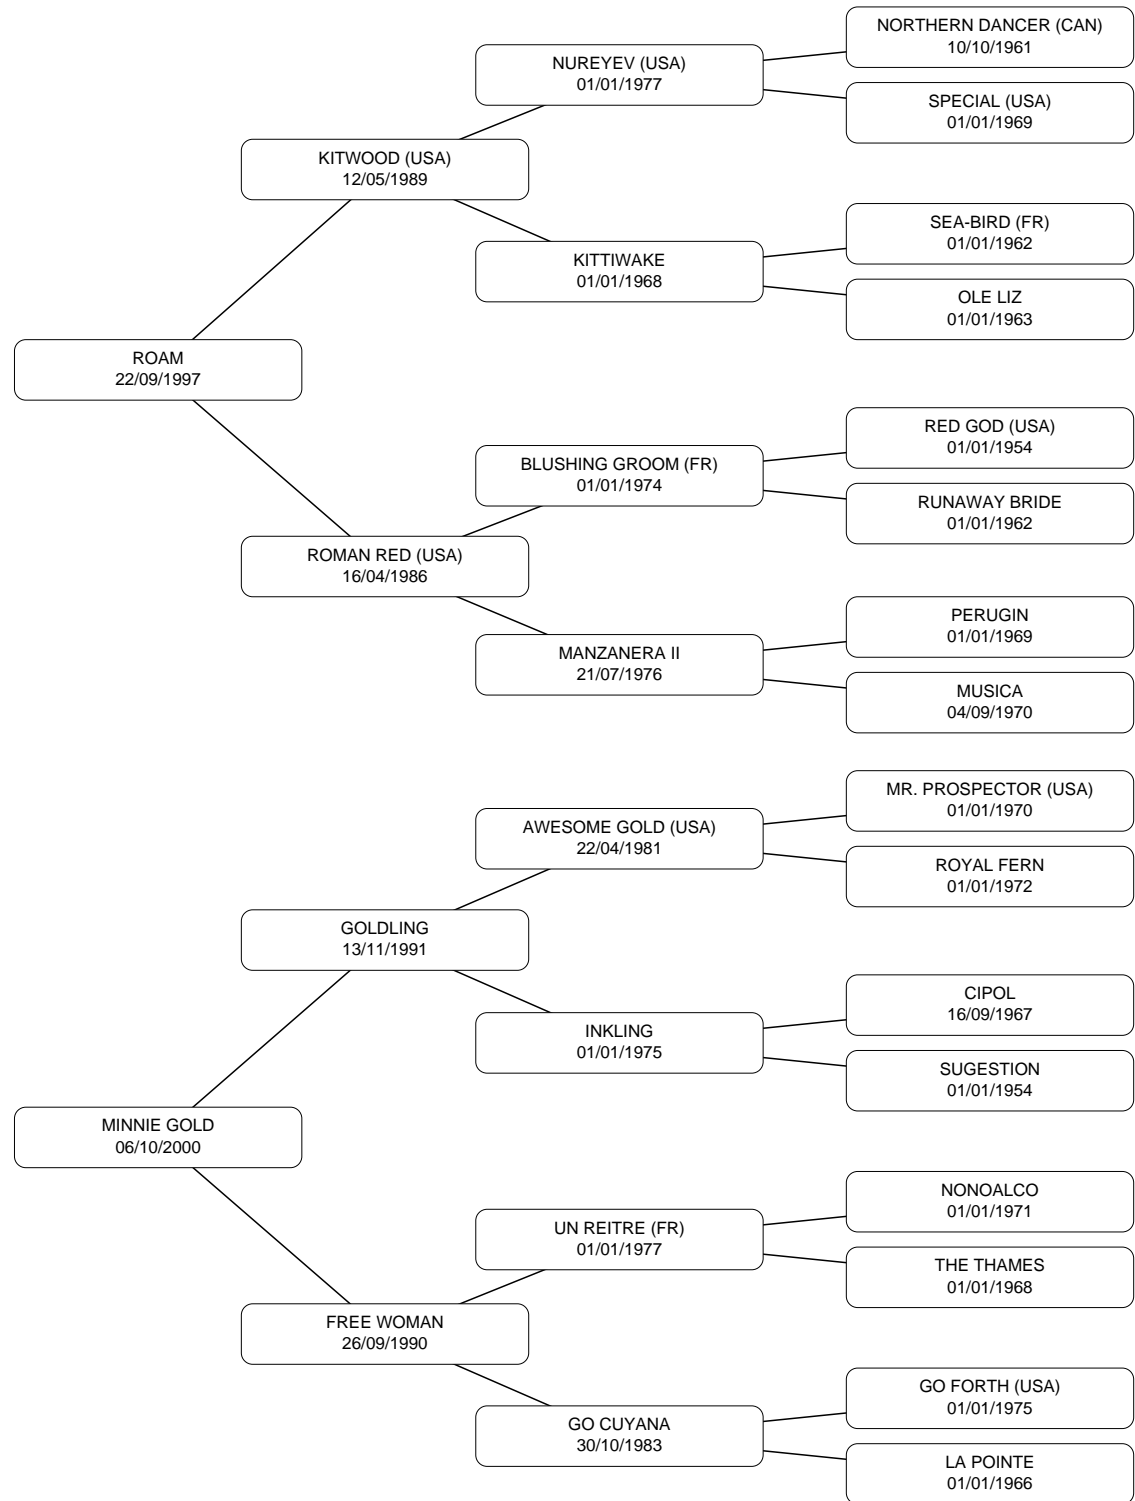 NORTHERN DANCER (CAN)
10/10/1961
NUREYEV (USA)
01/01/1977
SPECIAL (USA)
01/01/1969
KITWOOD (USA)
12/05/1989
SEA-BIRD (FR)
01/01/1962
KITTIWAKE
01/01/1968
OLE LIZ
01/01/1963
ROAM
22/09/1997
RED GOD (USA)
01/01/1954
BLUSHING GROOM (FR)
01/01/1974
RUNAWAY BRIDE
01/01/1962
ROMAN RED (USA)
16/04/1986
PERUGIN
01/01/1969
MANZANERA II
21/07/1976
MUSICA
04/09/1970
MR. PROSPECTOR (USA)
01/01/1970
AWESOME GOLD (USA)
22/04/1981
ROYAL FERN
01/01/1972
GOLDLING
13/11/1991
CIPOL
16/09/1967
INKLING
01/01/1975
SUGESTION
01/01/1954
MINNIE GOLD
06/10/2000
NONOALCO
01/01/1971
UN REITRE (FR)
01/01/1977
THE THAMES
01/01/1968
FREE WOMAN
26/09/1990
GO FORTH (USA)
01/01/1975
GO CUYANA
30/10/1983
LA POINTE
01/01/1966